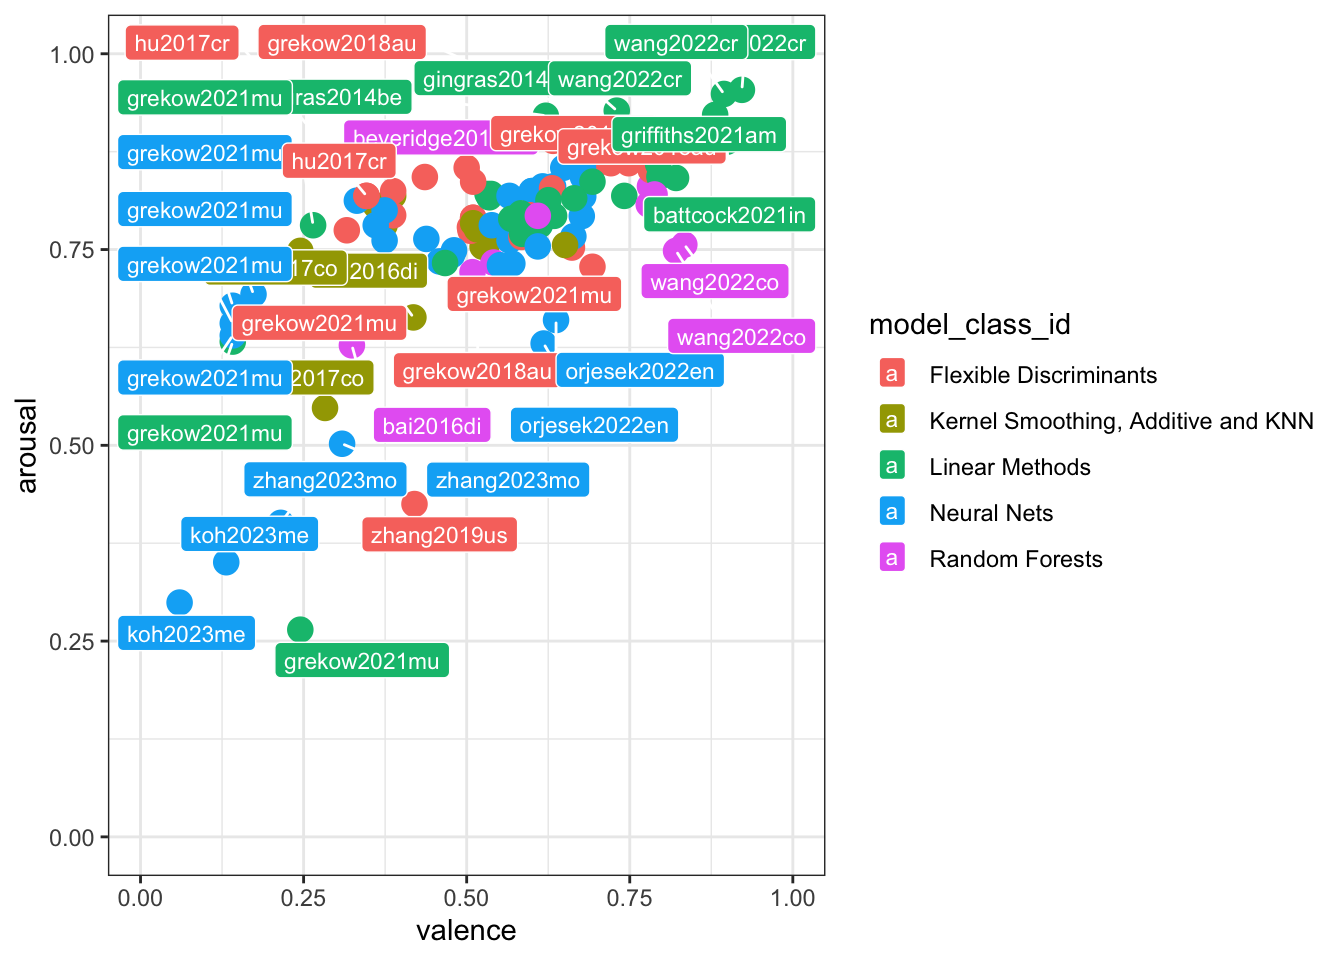 hu2017cr
grekow2018au
wang2022cr
022cr
1.00
gingras2014
wang2022cr
grekow2021mu
ras2014be
griffiths2021am
beveridge201
grekow2021mu
hu2017cr
grekow2021mu
battcock2021in
0.75
grekow2021mu
17co
2016di
wang2022co
grekow2021mu
grekow2021mu
wang2022co
grekow2021mu
2017co
grekow2018au
orjesek2022en
grekow2021mu
bai2016di
orjesek2022en
0.50
zhang2023mo
zhang2023mo
koh2023me
zhang2019us
koh2023me
0.25
grekow2021mu
0.00
0.00
0.25
0.50
0.75
1.00
valence
arousal
model_class_id
a Flexible Discriminants
a Kernel Smoothing, Additive and KNN
a Linear Methods
a Neural Nets
a Random Forests